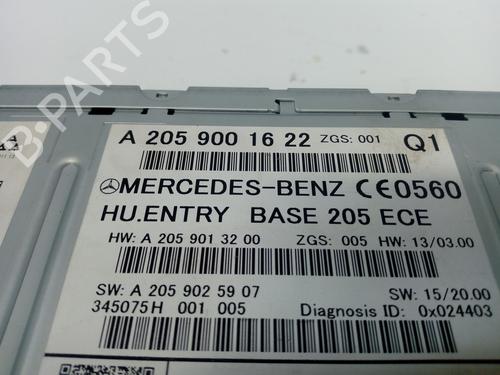 A 205 900 16 22 ZGS: 001 Q1
MERCEDES-BENZ CE0560
HU.ENTRY BASE 205 ECE
HW: A 205 901 32 00 ZGS: 005 HW: 13/03.00
SW: A 205 902 59 07 SW: 15/20.00
345075H 001 005 Diagnosis ID: 0x024403
B-PARTS